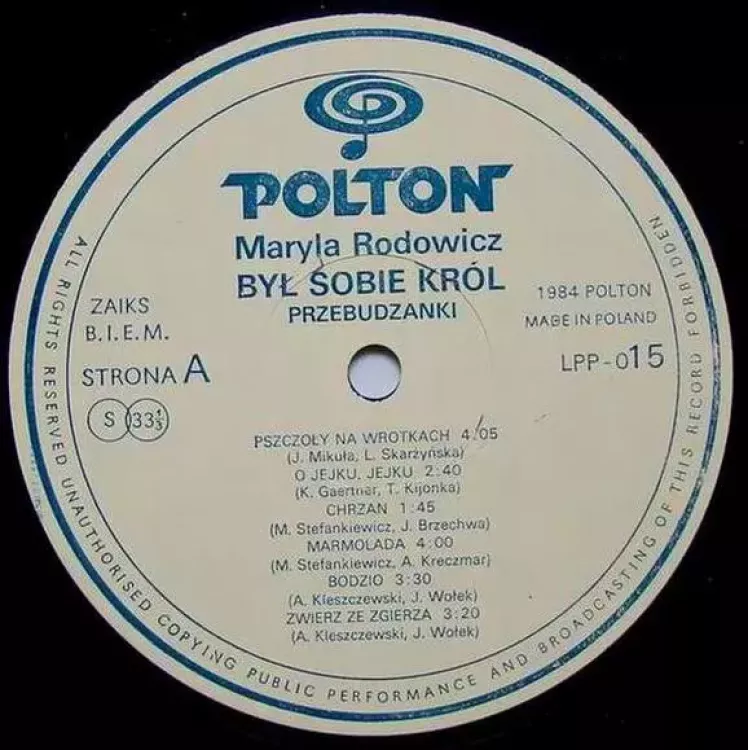 POLTON
Maryla Rodowicz
BYŁ SOBIE KRÓL
PRZEBUDZANKI
ZAIKS
B.I.E.M.
STRONA A
S 33⅓
1984 POLTON
MADE IN POLAND
LPP-015
PSZCZOŁY NA WROTKACH 4:05
(J. Mikuła, L. Skarżyńska)
O JEJKU, JEJKU 2:40
(K. Gaertner, T. Kijonka)
CHRZAN 1:45
(M. Stefankiewicz, J. Brzechwa)
MARMOLADA 4:00
(M. Stefankiewicz, A. Kreczmar)
BODZIO 3:30
(A. Kleszczewski, J. Wołek)
ZWIERZ ZE ZGIERZA 3:20
(A. Kleszczewski, J. Wołek)
ALL RIGHTS RESERVED UNAUTHORISED COPYING PUBLIC PERFORMANCE AND BROADCASTING OF THIS RECORD FORBIDDEN